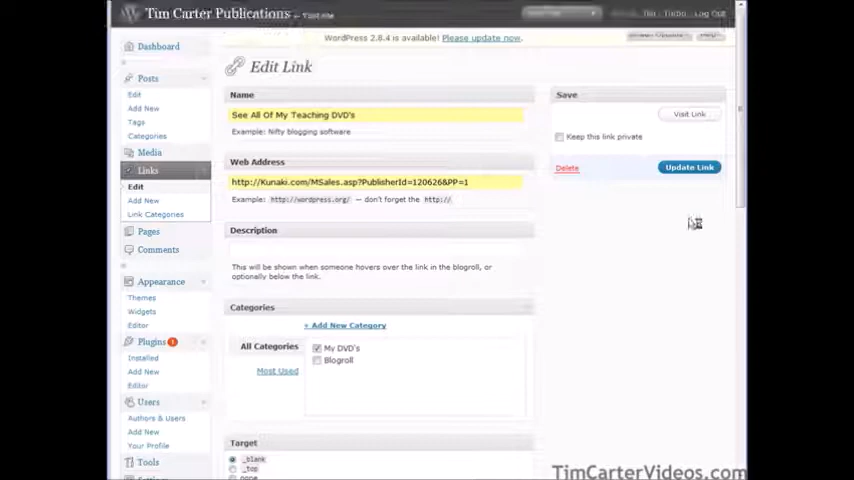 Tim Carter Publications — Visit site
Log Out
WordPress 2.8.4 is available! Please update now.
Dashboard
Posts
Edit
Add New
Tags
Categories
Media
Links
Edit
Add New
Link Categories
Pages
Comments
Appearance
Themes
Widgets
Editor
Plugins 1
Installed
Add New
Editor
Users
Authors & Users
Add New
Your Profile
Tools
Edit Link
Name
See All Of My Teaching DVD's
Example: Nifty blogging software
Web Address
http://Kunaki.com/MSales.asp?PublisherId=120626&PP=1
Example: http://wordpress.org/ — don't forget the http://
Description
This will be shown when someone hovers over the link in the blogroll, or
optionally below the link.
Categories
+ Add New Category
All Categories
Most Used
My DVD's
Blogroll
Target
_blank
_top
none
Save
Visit Link
Keep this link private
Delete
Update Link
TimCarterVideos.com